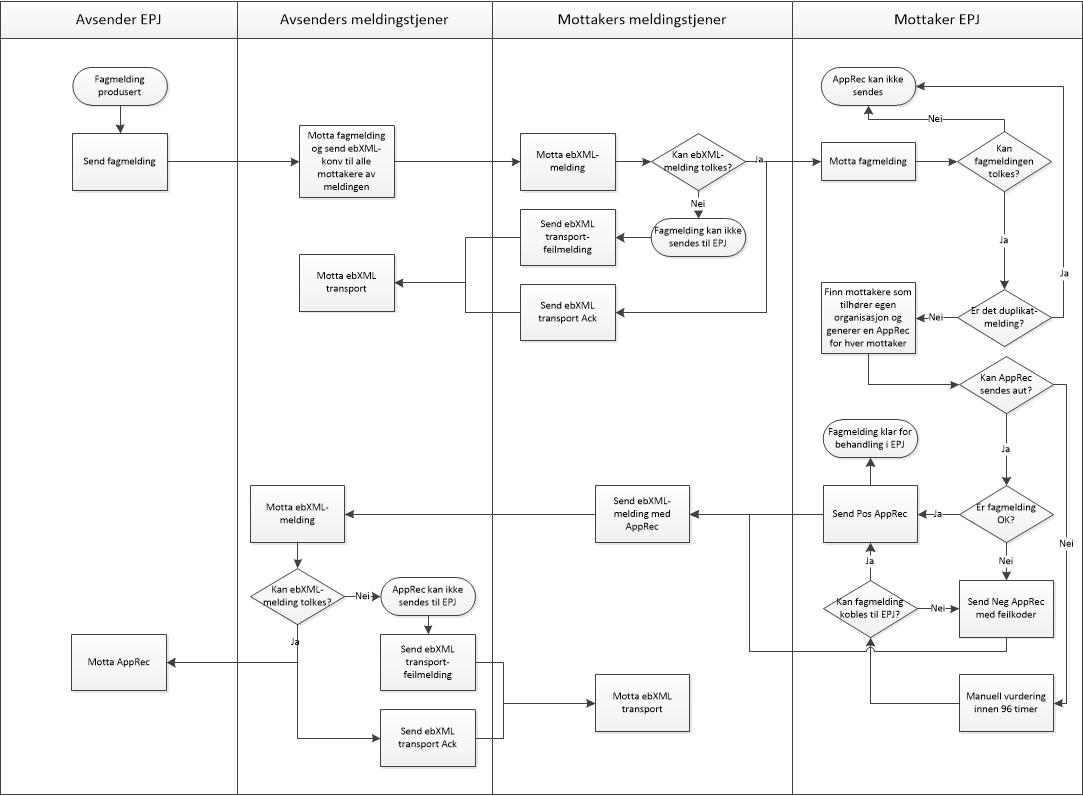 Avsender EPJ
Avsenders meldingstjener
Mottakers meldingstjener
Mottaker EPJ
Fagmelding
produsert
Send fagmelding
Motta fagmelding
og send ebXML-
konv til alle
mottakere av
meldingen
Motta ebXML-
melding
Kan ebXML-
melding tolkes?
Ja
Nei
Fagmelding kan ikke
sendes til EPJ
Send ebXML
transport-
feilmelding
Send ebXML
transport Ack
Motta ebXML
transport
AppRec kan ikke
sendes
Nei
Motta fagmelding
Kan
fagmeldingen
tolkes?
Ja
Ja
Er det duplikat-
melding?
Nei
Finn mottakere som
tilhører egen
organisasjon og
generer en AppRec
for hver mottaker
Kan AppRec
sendes aut?
Ja
Nei
Fagmelding klar for
behandling i EPJ
Er fagmelding
OK?
Ja
Nei
Send Pos AppRec
Send ebXML-
melding med
AppRec
Motta ebXML-
melding
Kan ebXML-
melding tolkes?
Nei
AppRec kan ikke
sendes til EPJ
Ja
Motta AppRec
Send ebXML
transport-
feilmelding
Send ebXML
transport Ack
Motta ebXML
transport
Ja
Kan fagmelding
kobles til EPJ?
Nei
Send Neg AppRec
med feilkoder
Manuell vurdering
innen 96 timer